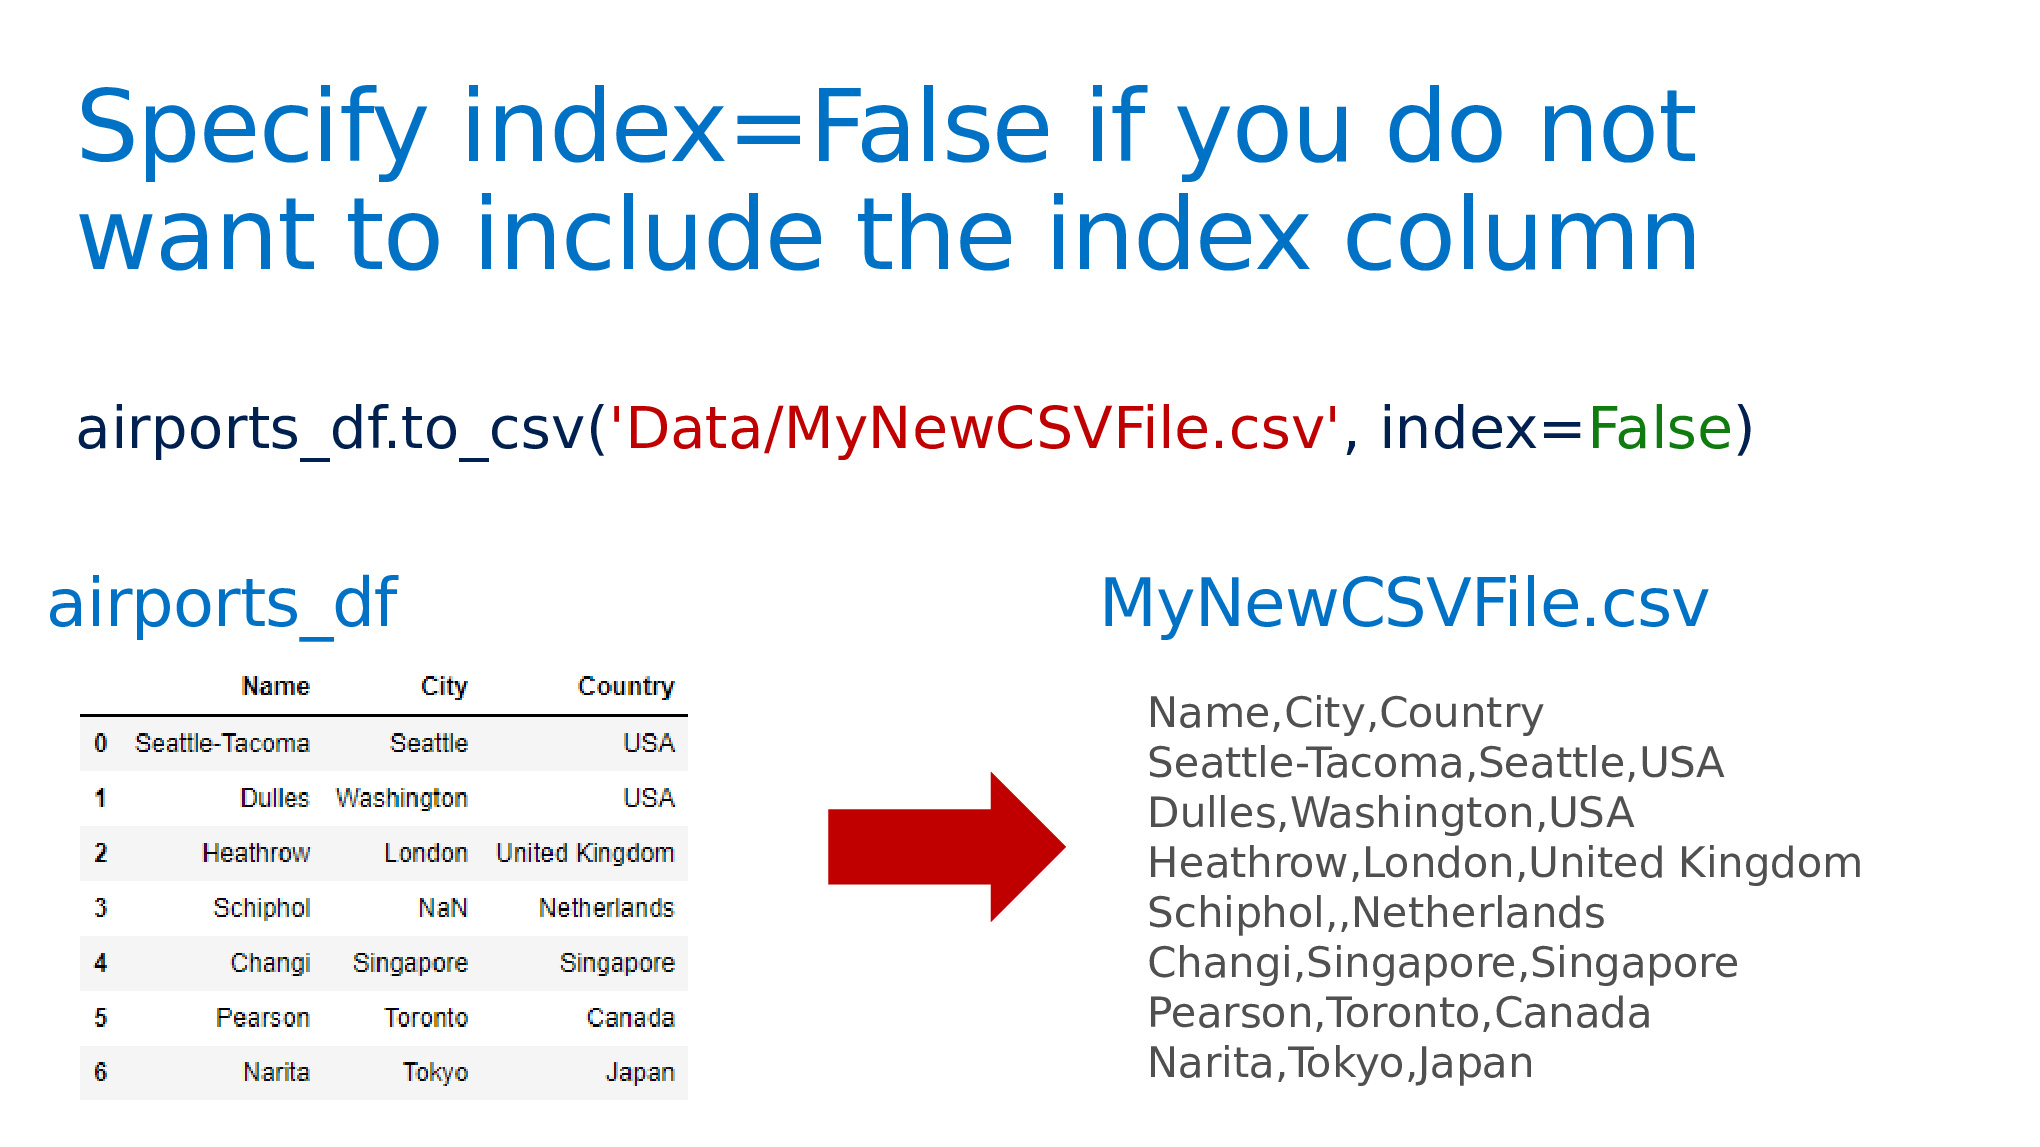 Specify index=False if you do not
want to include the index column
airports_df.to_csv('Data/MyNewCSVFile.csv', index=False)
airports_df
Name City Country
0 Seattle-Tacoma Seattle USA
1 Dulles Washington USA
2 Heathrow London United Kingdom
3 Schiphol NaN Netherlands
4 Changi Singapore Singapore
5 Pearson Toronto Canada
6 Narita Tokyo Japan
MyNewCSVFile.csv
Name,City,Country
Seattle-Tacoma,Seattle,USA
Dulles,Washington,USA
Heathrow,London,United Kingdom
Schiphol,,Netherlands
Changi,Singapore,Singapore
Pearson,Toronto,Canada
Narita,Tokyo,Japan